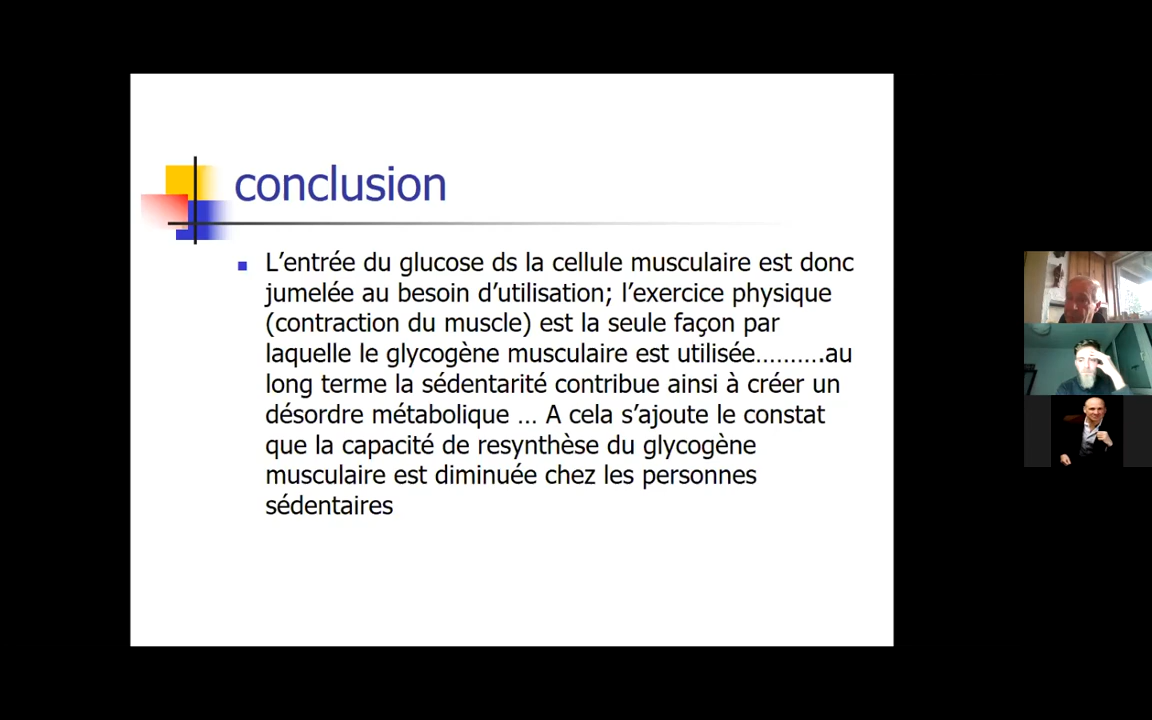 conclusion
L’entrée du glucose ds la cellule musculaire est donc
jumelée au besoin d’utilisation; l’exercice physique
(contraction du muscle) est la seule façon par
laquelle le glycogène musculaire est utilisée……….au
long terme la sédentarité contribue ainsi à créer un
désordre métabolique … A cela s’ajoute le constat
que la capacité de resynthèse du glycogène
musculaire est diminuée chez les personnes
sédentaires